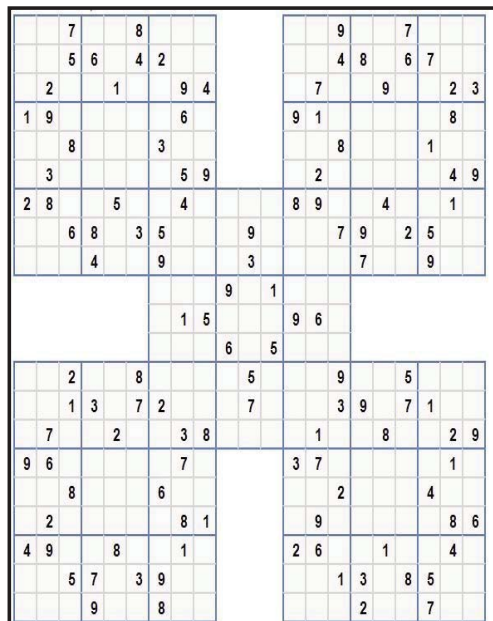 7 8 9 7
5 6 4 2 4 8 6 7
2 1 9 4 7 9 2 3
1 9 6 9 1 8
8 3 8 1
3 5 9 2 4 9
2 8 5 4 8 9 4 1
6 8 3 5 9 7 9 2 5
4 9 3 7 9
9 1
1 5 9 6
6 5
2 8 5 9 5
1 3 7 2 7 3 9 7 1
7 2 3 8 1 8 2 9
9 6 7 3 7 1
8 6 2 4
2 8 1 9 8 6
4 9 8 1 2 6 1 4
5 7 3 9 1 3 8 5
9 8 2 7